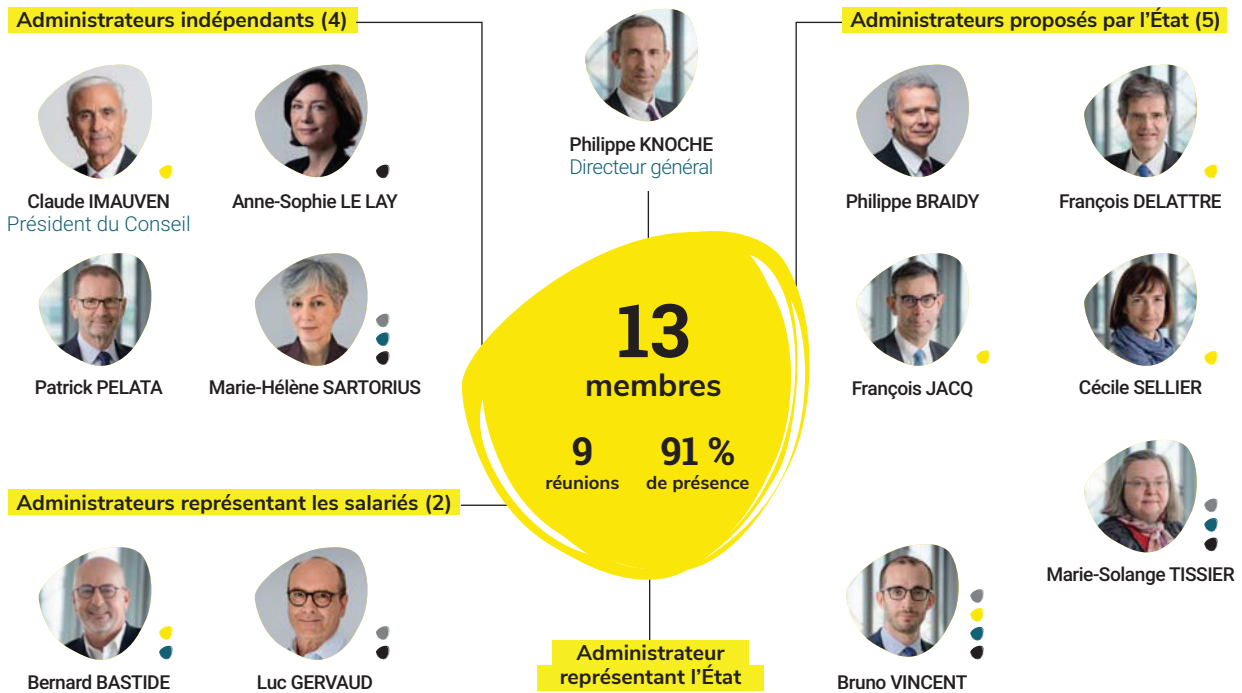 Administrateurs indépendants (4)
Claude IMAUVEN
Président du Conseil
Anne-Sophie LE LAY
Patrick PELATA
Marie-Hélène SARTORIUS
Philippe KNOCHE
Directeur général
Administrateurs proposés par l’État (5)
Philippe BRAIDY
François DELATTRE
François JACQ
Cécile SELLIER
Marie-Solange TISSIER
13
membres
9
réunions
91 %
de présence
Administrateurs représentant les salariés (2)
Bernard BASTIDE
Luc GERVAUD
Administrateur
représentant l’État
Bruno VINCENT